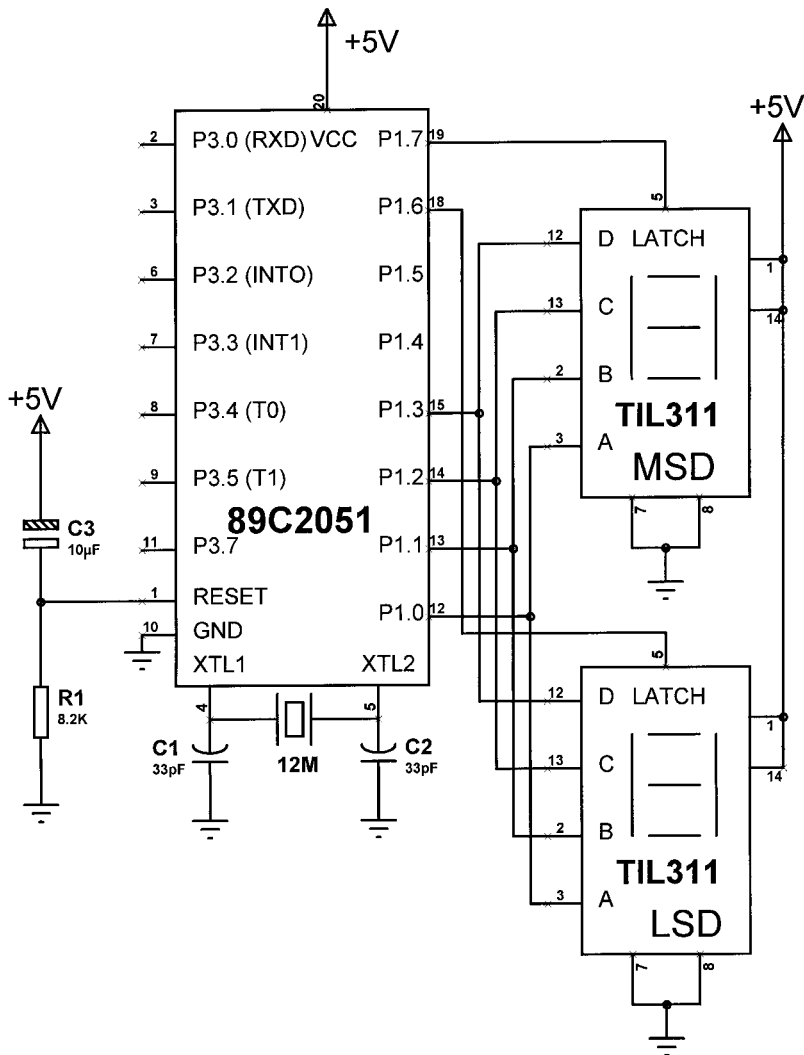 +5V
20
2 P3.0 (RXD) VCC P1.7 19
3 P3.1 (TXD) P1.6 18
6 P3.2 (INTO) P1.5
7 P3.3 (INT1) P1.4
8 P3.4 (T0) P1.3 15
9 P3.5 (T1) P1.2 14
89C2051
11 P3.7 P1.1 13
1 RESET
P1.0 12
10 GND
XTL1 XTL2
4 5
+5V
C3
10µF
R1
8.2K
C1
33pF
12M
C2
33pF
+5V
5
12 D LATCH
1
13 C
14
2 B
TIL311
3 A
MSD
7 8
5
12 D LATCH
1
13 C
14
2 B
TIL311
3 A
LSD
7 8